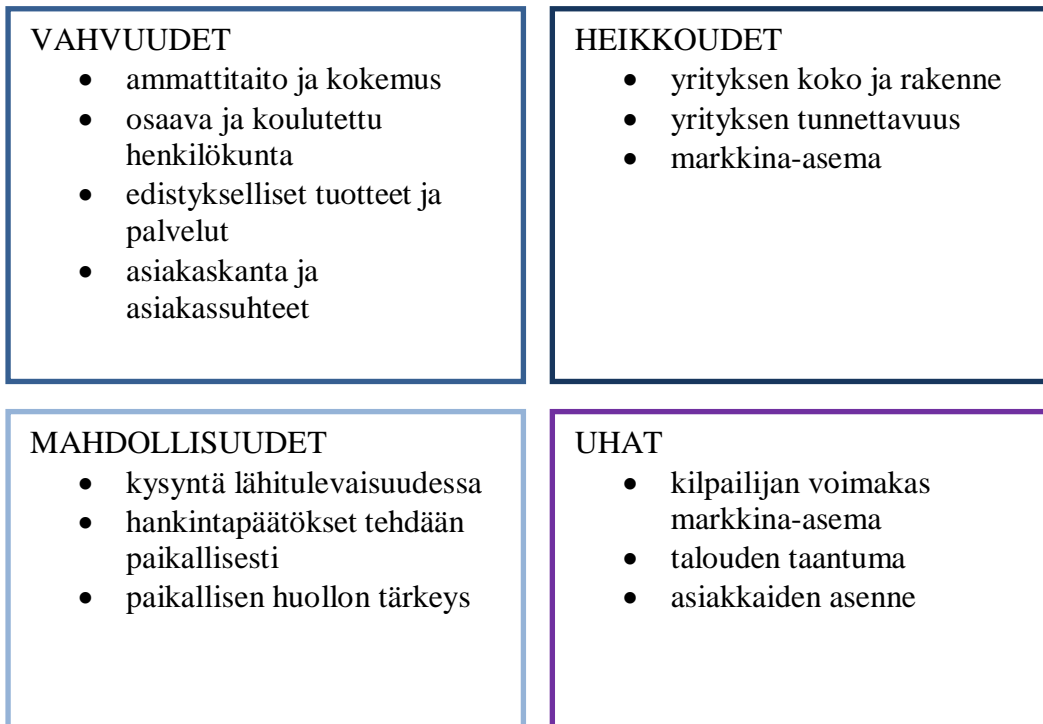 VAHVUUDET
• ammattitaito ja kokemus
• osaava ja koulutettu
henkilökunta
• edistykselliset tuotteet ja
palvelut
• asiakaskanta ja
asiakassuhteet
HEIKKOUDET
• yrityksen koko ja rakenne
• yrityksen tunnettavuus
• markkina-asema
MAHDOLLISUUDET
• kysyntä lähitulevaisuudessa
• hankintapäätökset tehdään
paikallisesti
• paikallisen huollon tärkeys
UHAT
• kilpailijan voimakas
markkina-asema
• talouden taantuma
• asiakkaiden asenne